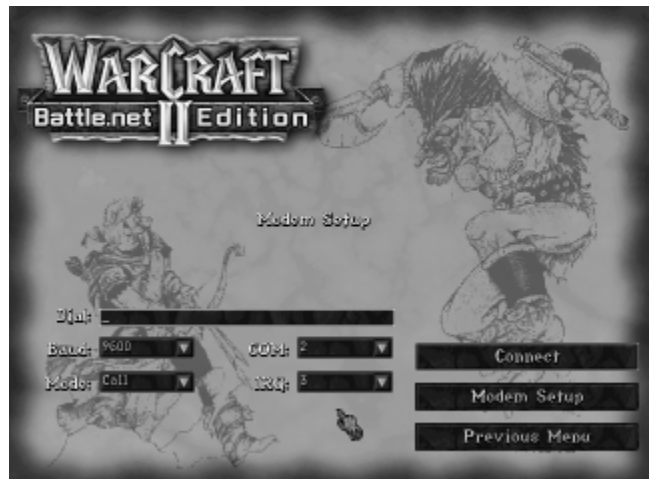 WARCRAFT
Battle.net II Edition
Modem Setup
Dial: _
Baud: 9600 COM: 2
Mode: Call IRQ: 3
Connect
Modem Setup
Previous Menu